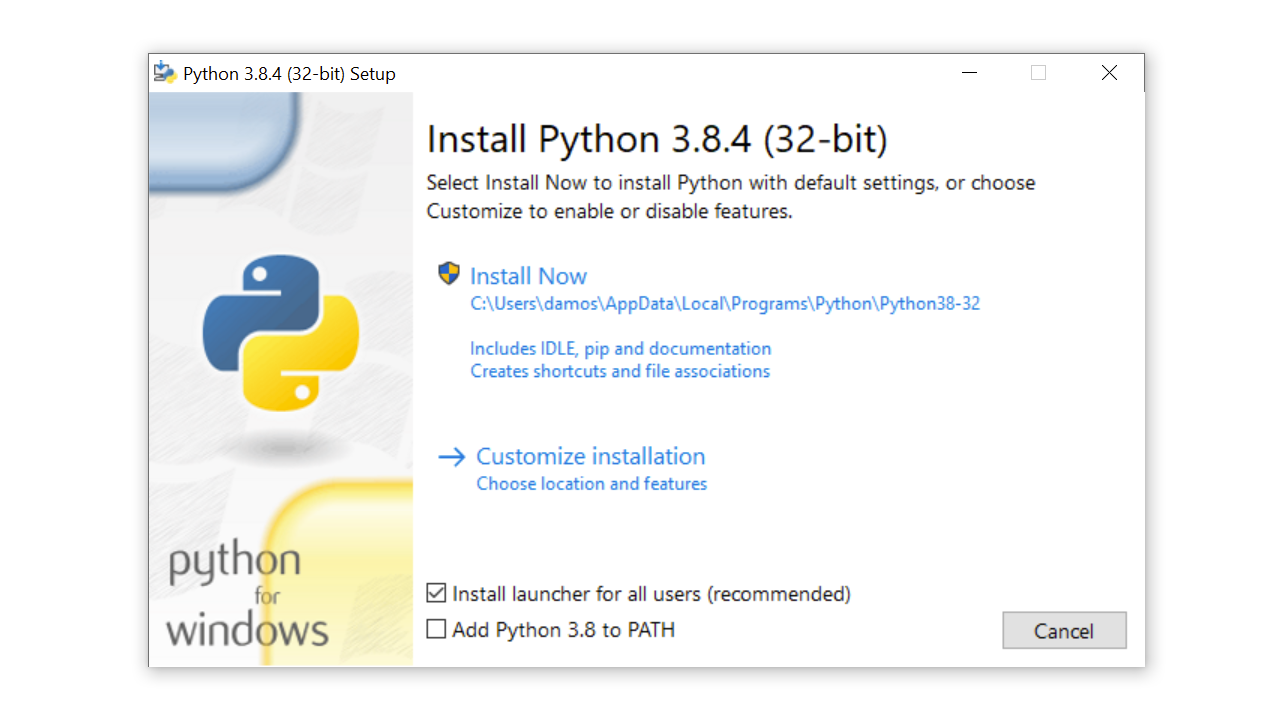 Python 3.8.4 (32-bit) Setup
Install Python 3.8.4 (32-bit)
Select Install Now to install Python with default settings, or choose
Customize to enable or disable features.
Install Now
C:\Users\damos\AppData\Local\Programs\Python\Python38-32
Includes IDLE, pip and documentation
Creates shortcuts and file associations
Customize installation
Choose location and features
python
for
windows
Install launcher for all users (recommended)
Add Python 3.8 to PATH
Cancel